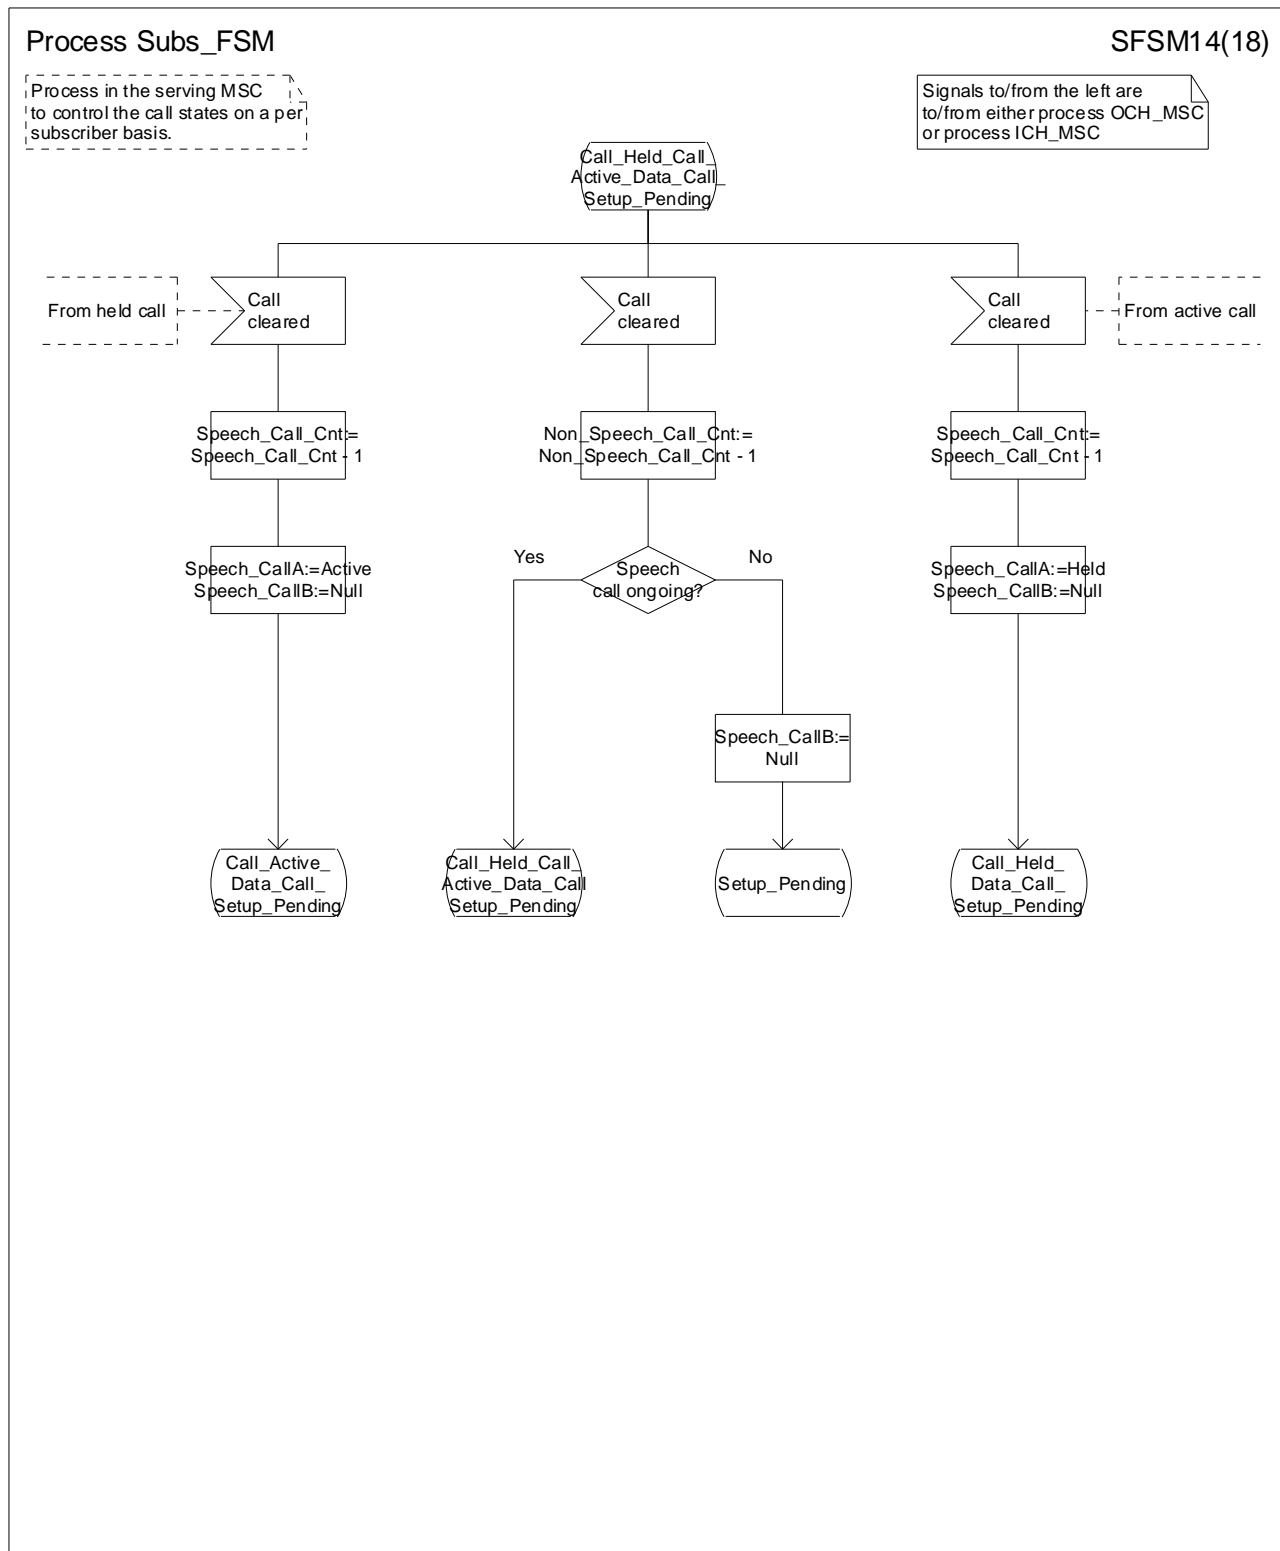 Process Subs_FSM
SFSM14(18)
Process in the serving MSC
to control the call states on a per
subscriber basis.
Signals to/from the left are
to/from either process OCH_MSC
or process ICH_MSC
Call_Held_Call_
Active_Data_Call_
Setup_Pending
From held call
Call
cleared
Call
cleared
Call
cleared
From active call
Speech_Call_Cnt:=
Speech_Call_Cnt - 1
Non_Speech_Call_Cnt:=
Non_Speech_Call_Cnt - 1
Speech_Call_Cnt:=
Speech_Call_Cnt - 1
Speech_CallA:=Active
Speech_CallB:=Null
Yes
Speech
call ongoing?
No
Speech_CallA:=Held
Speech_CallB:=Null
Speech_CallB:=
Null
Call_Active_
Data_Call_
Setup_Pending
Call_Held_Call_
Active_Data_Call
Setup_Pending
Setup_Pending
Call_Held_
Data_Call_
Setup_Pending